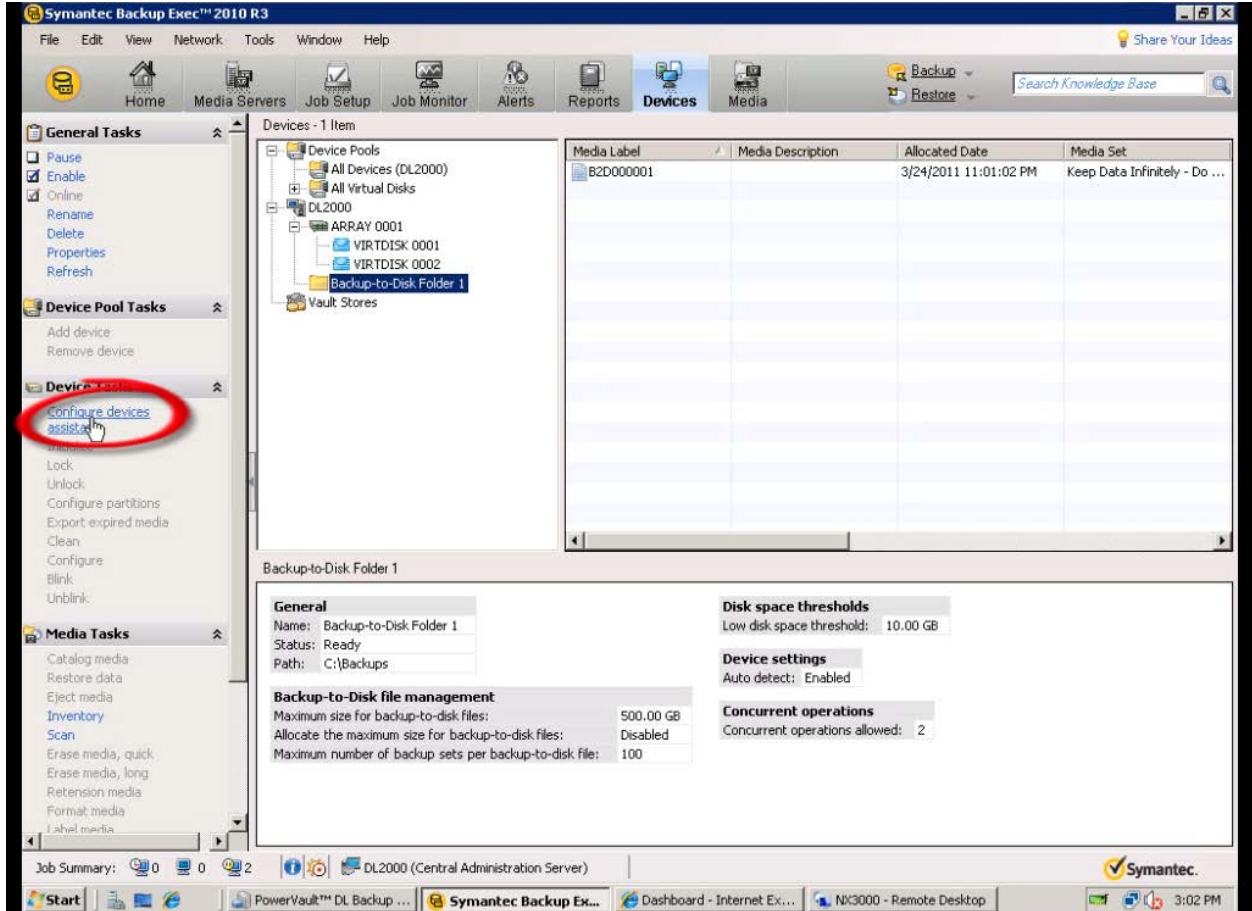 Symantec Backup Exec™ 2010 R3
File Edit View Network Tools Window Help
Share Your Ideas
Home Media Servers Job Setup Job Monitor Alerts Reports Devices Media
Backup
Restore
Search Knowledge Base
General Tasks
Pause
Enable
Online
Rename
Delete
Properties
Refresh
Device Pool Tasks
Add device
Remove device
Device
Configure devices
Lock
Unlock
Configure partitions
Export expired media
Clean
Configure
Blink
Unblink
Media Tasks
Catalog media
Restore data
Eject media
Inventory
Scan
Erase media, quick
Erase media, long
Retension media
Format media
Label media
Devices - 1 Item
Device Pools
All Devices (DL2000)
All Virtual Disks
DL2000
ARRAY 0001
VIRTDISK 0001
VIRTDISK 0002
Backup-to-Disk Folder 1
Vault Stores
Media Label Media Description Allocated Date Media Set
B2D000001 3/24/2011 11:01:02 PM Keep Data Infinitely - Do ...
Backup-to-Disk Folder 1
General
Name: Backup-to-Disk Folder 1
Status: Ready
Path: C:\Backups
Backup-to-Disk file management
Maximum size for backup-to-disk files: 500.00 GB
Allocate the maximum size for backup-to-disk files: Disabled
Maximum number of backup sets per backup-to-disk file: 100
Disk space thresholds
Low disk space threshold: 10.00 GB
Device settings
Auto detect: Enabled
Concurrent operations
Concurrent operations allowed: 2
Job Summary: 0 0 2 DL2000 (Central Administration Server)
Symantec.
Start PowerVault™ DL Backup ... Symantec Backup Ex... Dashboard - Internet Ex... NX3000 - Remote Desktop 3:02 PM